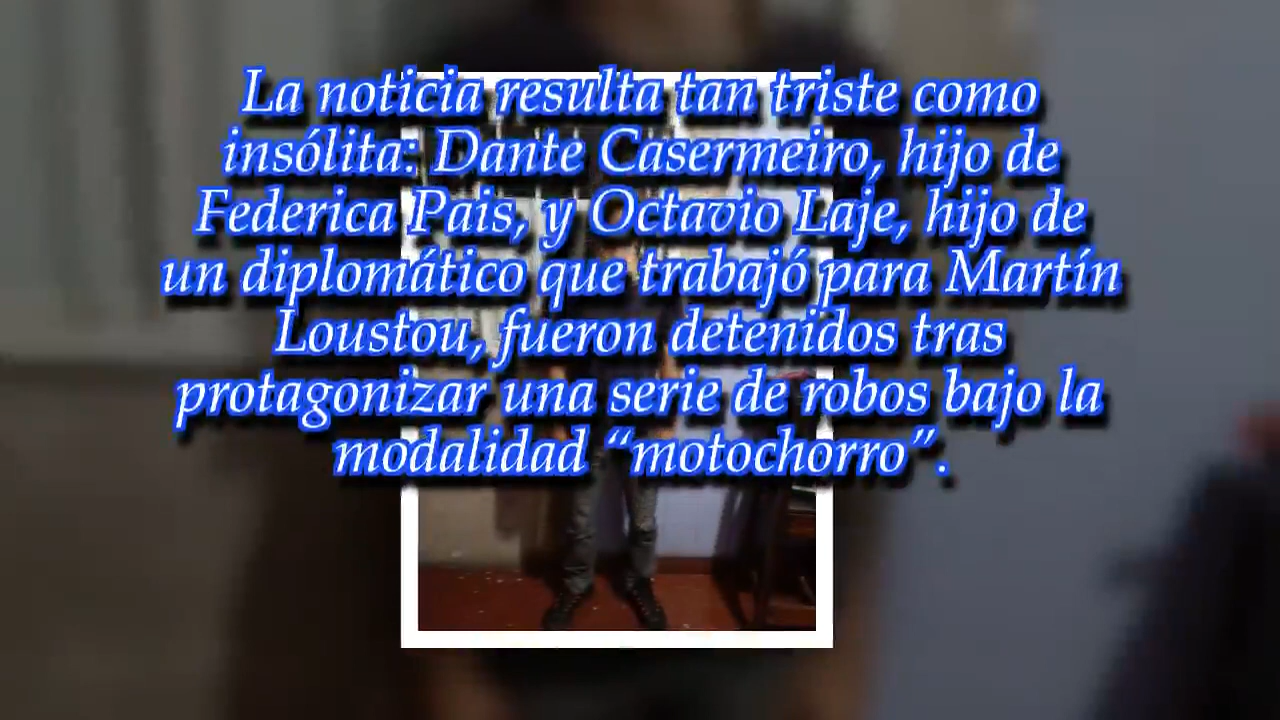 La noticia resulta tan triste como
insólita: Dante Casermeiro, hijo de
Federica Pais, y Octavio Laje, hijo de
un diplomático que trabajó para Martín
Loustou, fueron detenidos tras
protagonizar una serie de robos bajo la
modalidad “motochorro”.